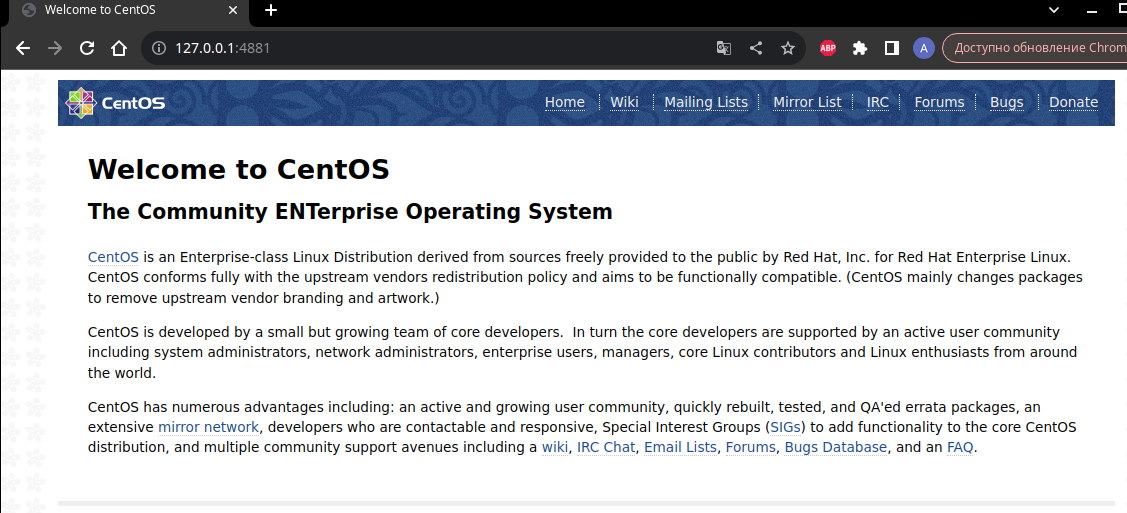 Welcome to CentOS
127.0.0.1:4881
ABP
A
Доступно обновление Chrom
CentOS
Home Wiki Mailing Lists Mirror List IRC Forums Bugs Donate
Welcome to CentOS
The Community ENTerprise Operating System
CentOS is an Enterprise-class Linux Distribution derived from sources freely provided to the public by Red Hat, Inc. for Red Hat Enterprise Linux.
CentOS conforms fully with the upstream vendors redistribution policy and aims to be functionally compatible. (CentOS mainly changes packages
to remove upstream vendor branding and artwork.)
CentOS is developed by a small but growing team of core developers.  In turn the core developers are supported by an active user community
including system administrators, network administrators, enterprise users, managers, core Linux contributors and Linux enthusiasts from around
the world.
CentOS has numerous advantages including: an active and growing user community, quickly rebuilt, tested, and QA'ed errata packages, an
extensive mirror network, developers who are contactable and responsive, Special Interest Groups (SIGs) to add functionality to the core CentOS
distribution, and multiple community support avenues including a wiki, IRC Chat, Email Lists, Forums, Bugs Database, and an FAQ.